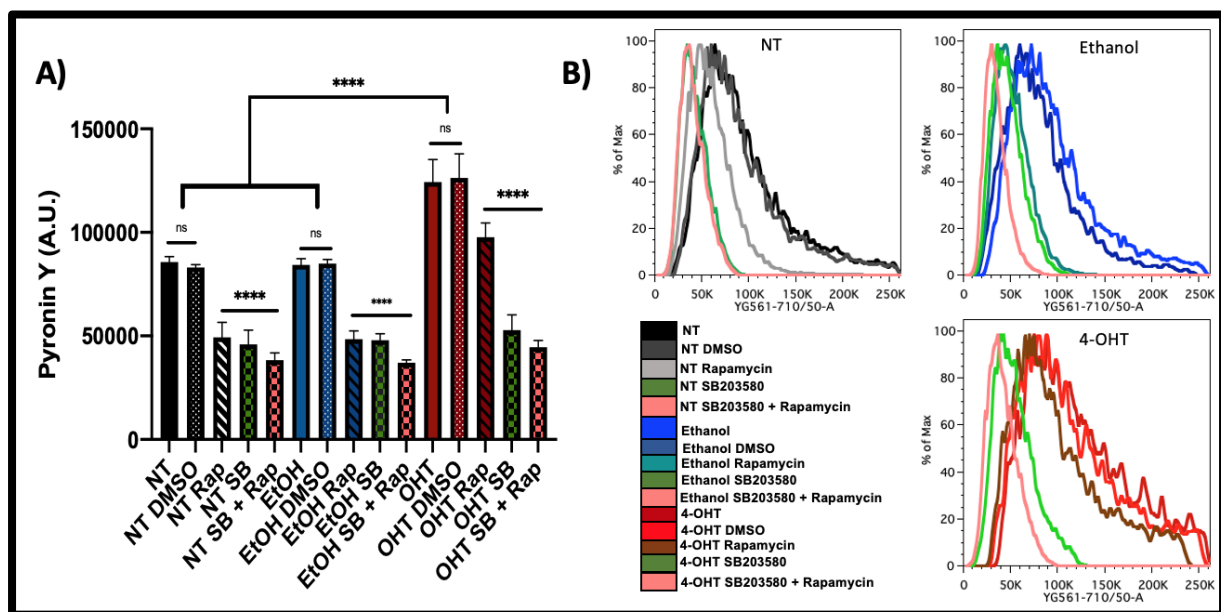 A)
****
ns
ns
ns
****
****
****
Pyronin Y (A.U.)
150000
100000
50000
0
NT
NT DMSO
NT Rap
NT SB
NT SB + Rap
EtOH
EtOH DMSO
EtOH Rap
EtOH SB
EtOH SB + Rap
OHT
OHT DMSO
OHT Rap
OHT SB
OHT SB + Rap
B)
NT
% of Max
100
80
60
40
20
0
0 50K 100K 150K 200K 250K
YG561-710/50-A
Ethanol
% of Max
100
80
60
40
20
0
0 50K 100K 150K 200K 250K
YG561-710/50-A
NT
NT DMSO
NT Rapamycin
NT SB203580
NT SB203580 + Rapamycin
Ethanol
Ethanol DMSO
Ethanol Rapamycin
Ethanol SB203580
Ethanol SB203580 + Rapamycin
4-OHT
4-OHT DMSO
4-OHT Rapamycin
4-OHT SB203580
4-OHT SB203580 + Rapamycin
4-OHT
% of Max
100
80
60
40
20
0
0 50K 100K 150K 200K 250K
YG561-710/50-A